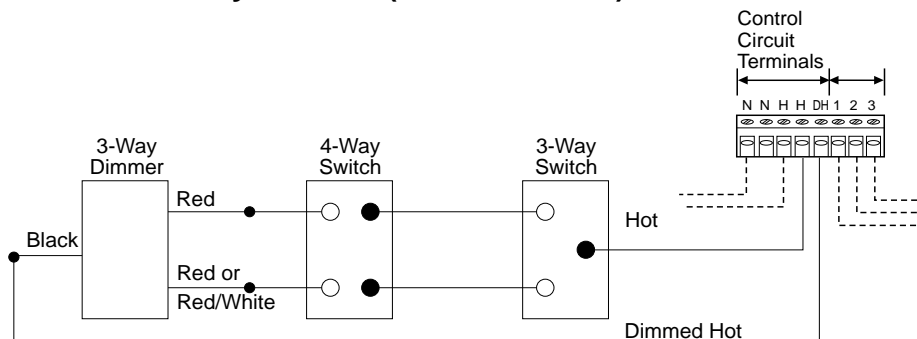 Control
Circuit
Terminals
N N H H DH 1 2 3
3-Way
Dimmer
4-Way
Switch
3-Way
Switch
Red
Hot
Black
Red or
Red/White
Dimmed Hot